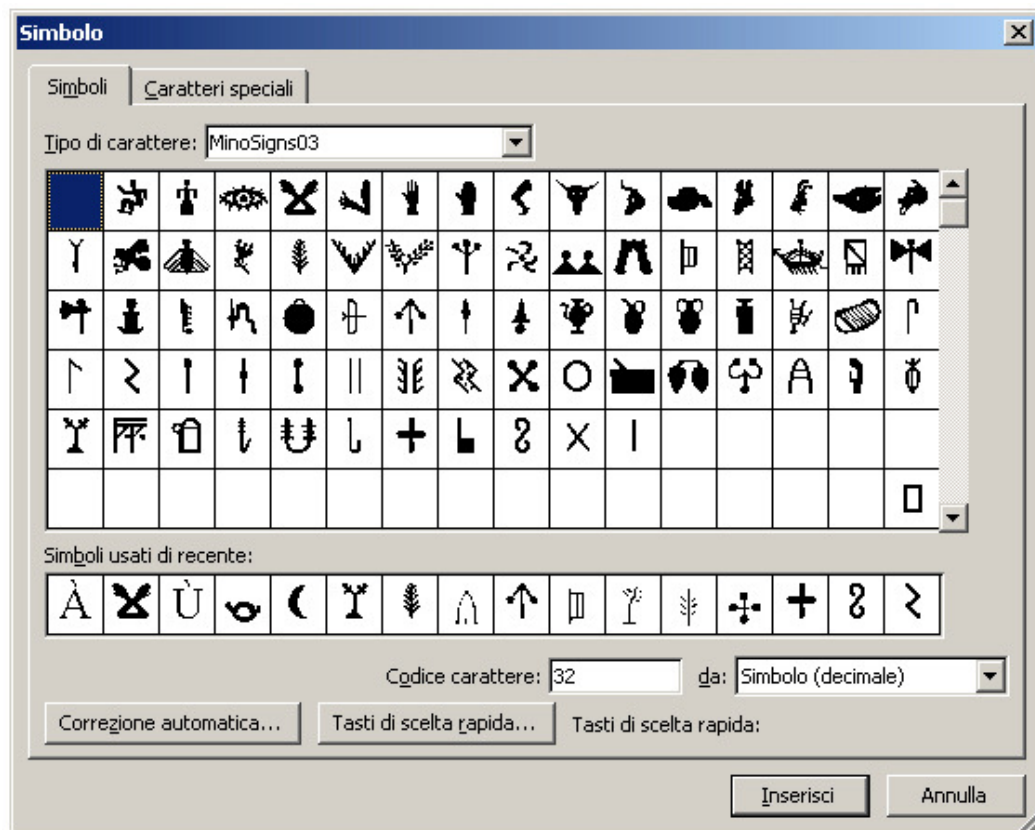 Simbolo
Simboli Caratteri speciali
Tipo di carattere: MinoSigns03
Simboli usati di recente:
À Ù
Codice carattere: 32 da: Simbolo (decimale)
Correzione automatica... Tasti di scelta rapida... Tasti di scelta rapida:
Inserisci Annulla